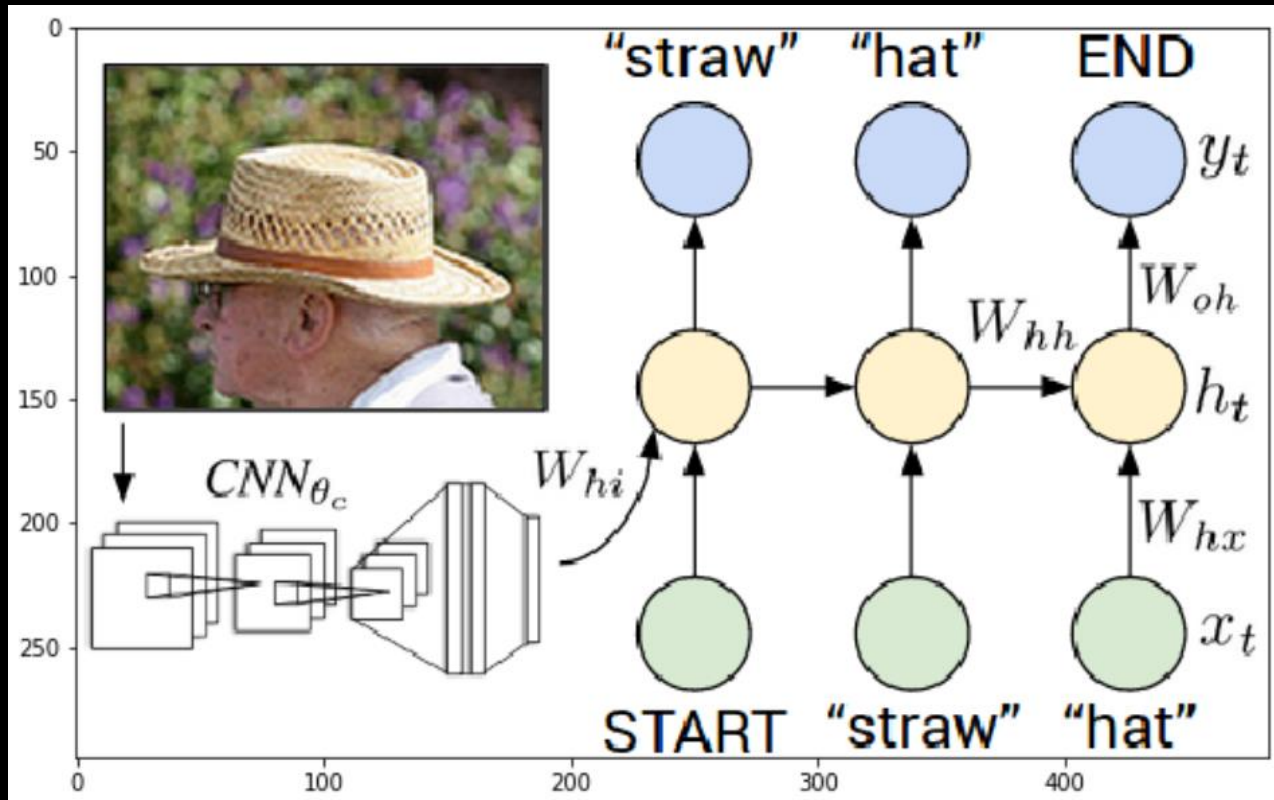 “straw” “hat” END
y_t
W_oh
W_hh
h_t
W_hi
CNN_θ_c
W_hx
x_t
START “straw” “hat”
0
50
100
150
200
250
0 100 200 300 400